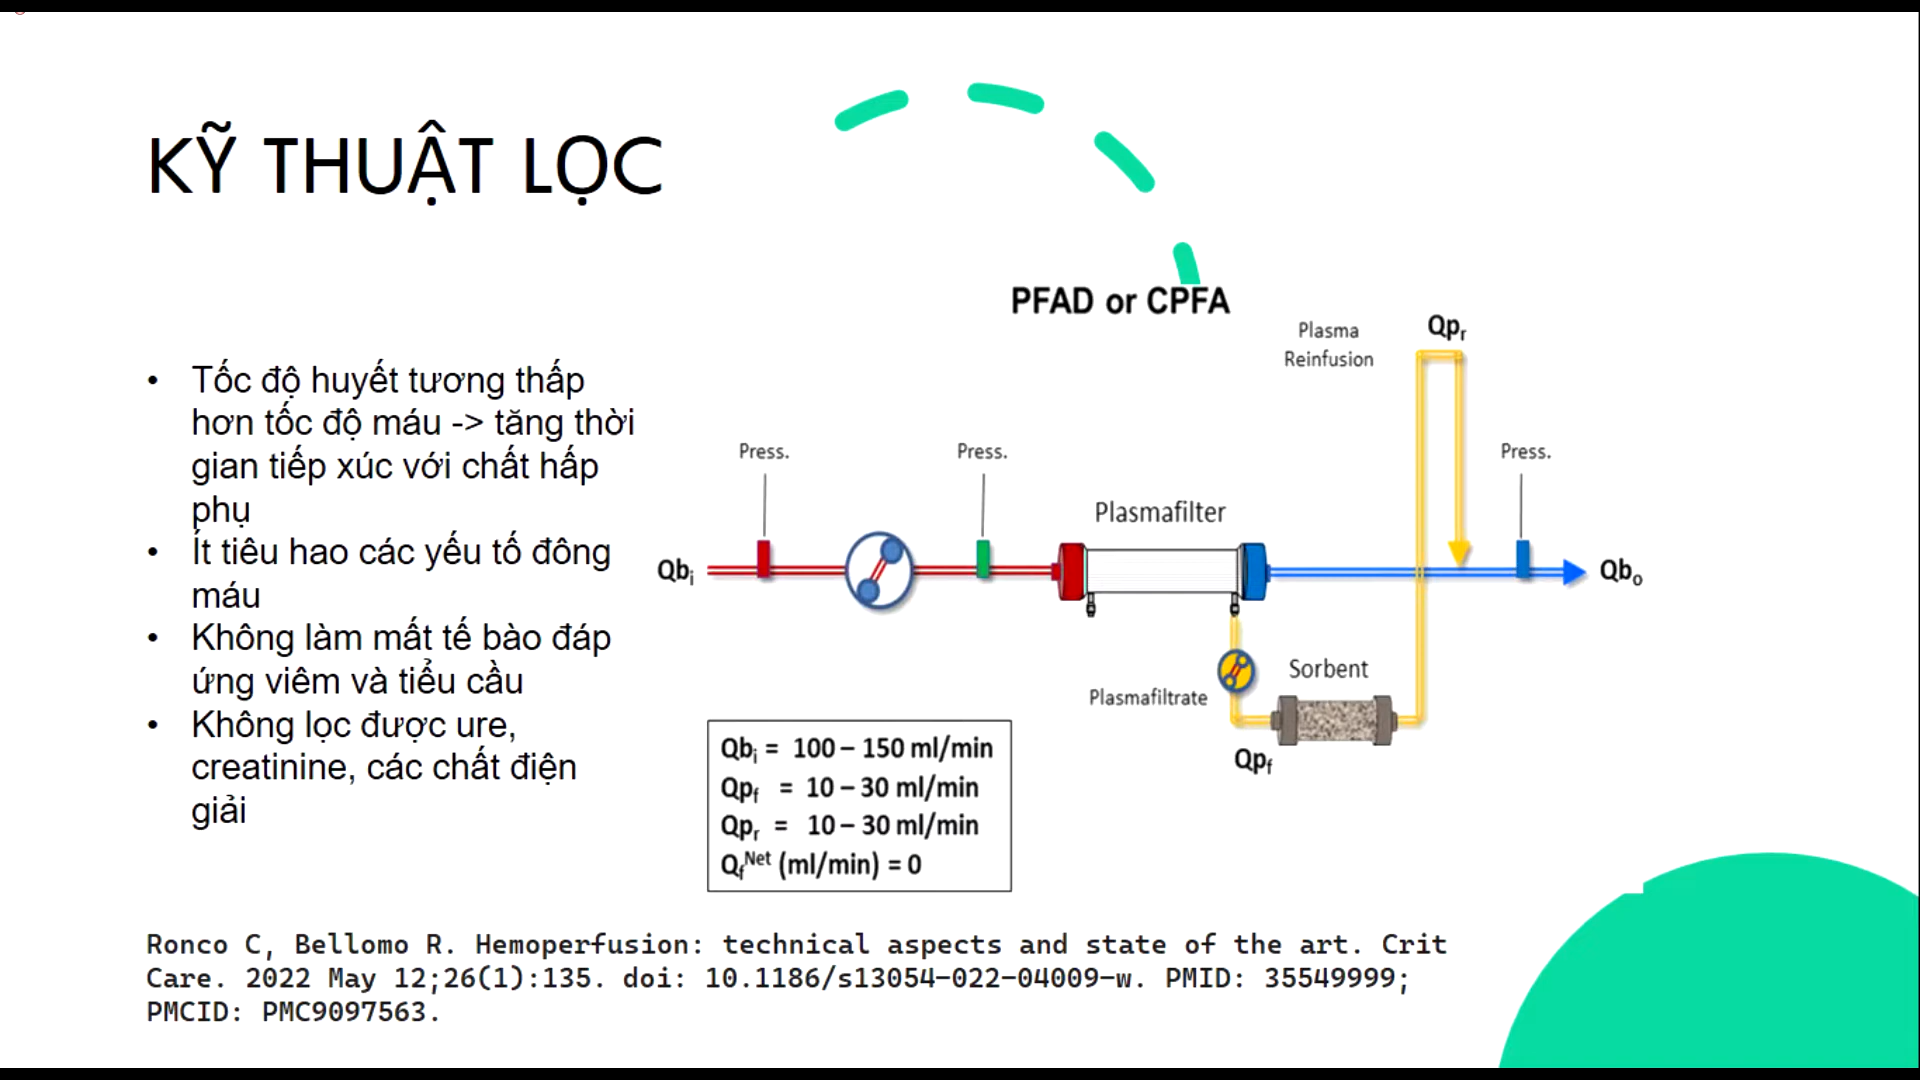 KỸ THUẬT LỌC
• Tốc độ huyết tương thấp
hơn tốc độ máu -> tăng thời
gian tiếp xúc với chất hấp
phụ
• Ít tiêu hao các yếu tố đông
máu
• Không làm mất tế bào đáp
ứng viêm và tiểu cầu
• Không lọc được ure,
creatinine, các chất điện
giải
PFAD or CPFA
Plasma
Reinfusion
Qpr
Press.
Press.
Press.
Plasmafilter
Qbi
Qbo
Sorbent
Plasmafiltrate
Qpf
Qbi = 100 – 150 ml/min
Qpf = 10 – 30 ml/min
Qpr = 10 – 30 ml/min
QfNet (ml/min) = 0
Ronco C, Bellomo R. Hemoperfusion: technical aspects and state of the art. Crit
Care. 2022 May 12;26(1):135. doi: 10.1186/s13054-022-04009-w. PMID: 35549999;
PMCID: PMC9097563.